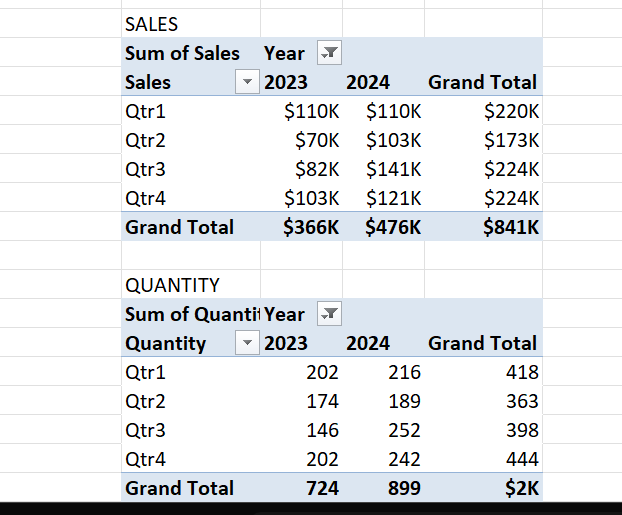 SALES
Sum of Sales Year
Sales 2023 2024 Grand Total
Qtr1 $110K $110K $220K
Qtr2 $70K $103K $173K
Qtr3 $82K $141K $224K
Qtr4 $103K $121K $224K
Grand Total $366K $476K $841K
QUANTITY
Sum of Quantit Year
Quantity 2023 2024 Grand Total
Qtr1 202 216 418
Qtr2 174 189 363
Qtr3 146 252 398
Qtr4 202 242 444
Grand Total 724 899 $2K